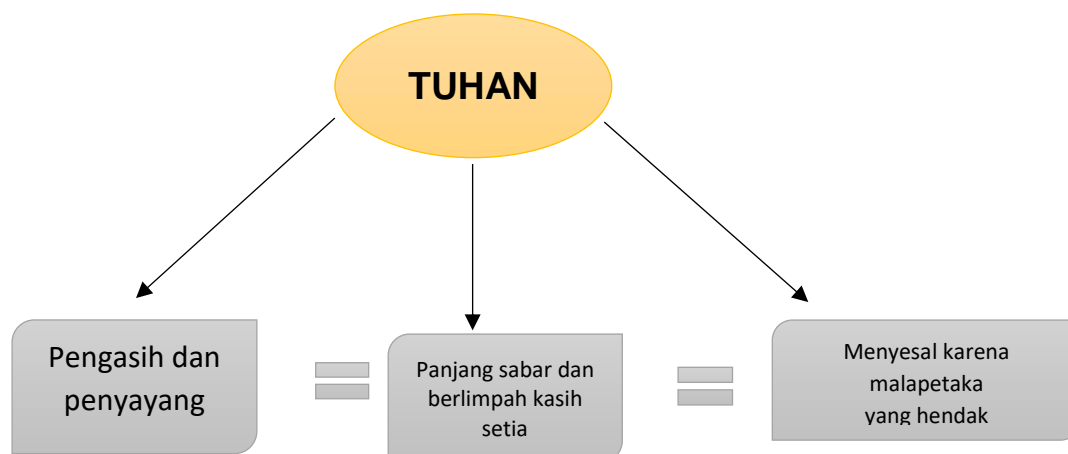 TUHAN
Pengasih dan
penyayang
Panjang sabar dan
berlimpah kasih
setia
Menyesal karena
malapetaka
yang hendak